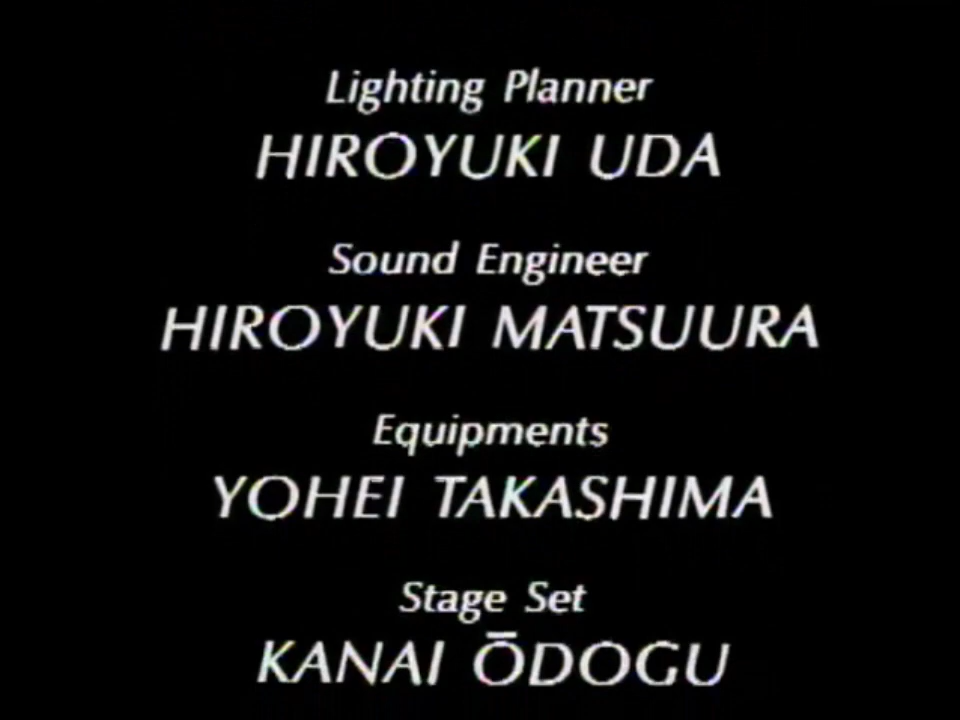 Lighting Planner
HIROYUKI UDA
Sound Engineer
HIROYUKI MATSUURA
Equipments
YOHEI TAKASHIMA
Stage Set
KANAI ŌDOGU